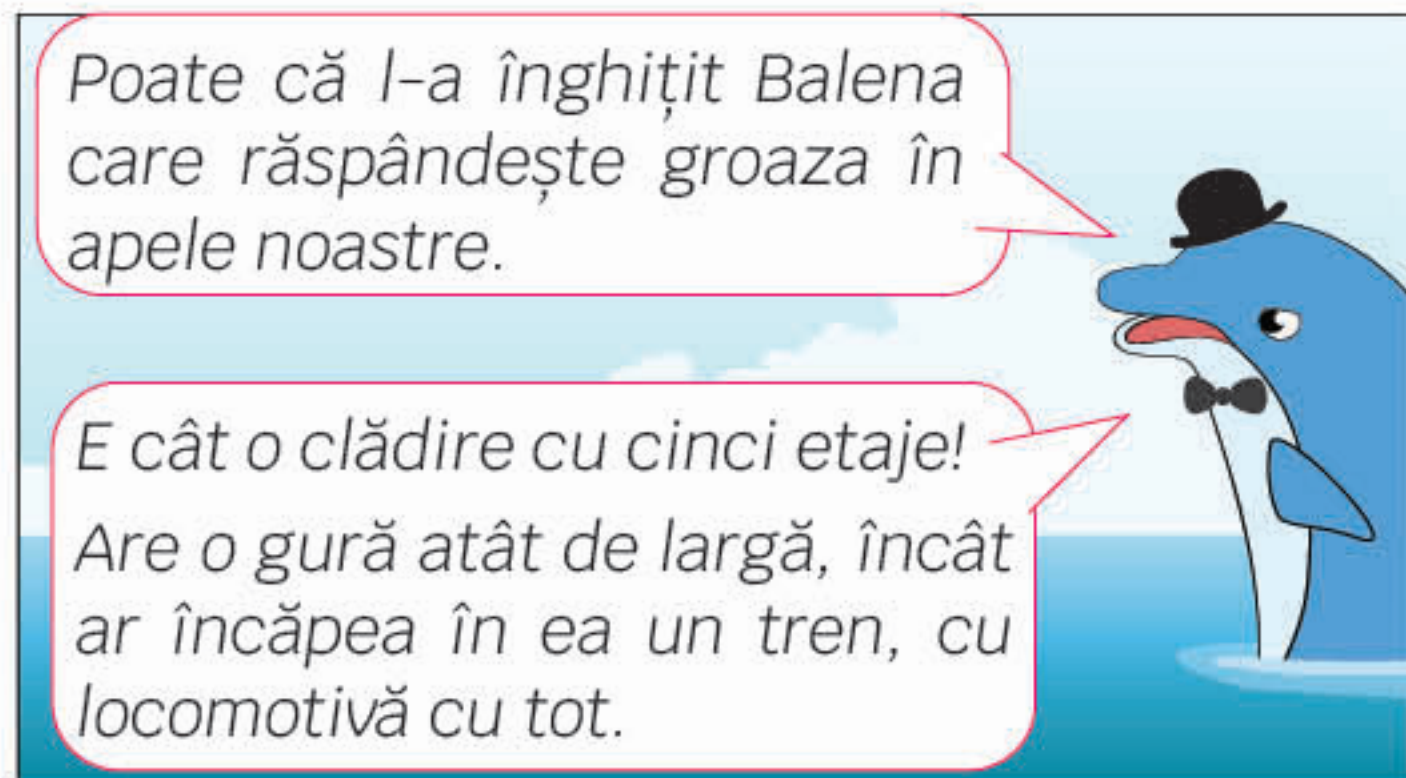 Poate că l-a înghițit Balena
care răspândește groaza în
apele noastre.
E cât o clădire cu cinci etaje!
Are o gură atât de largă, încât
ar încăpea în ea un tren, cu
locomotivă cu tot.